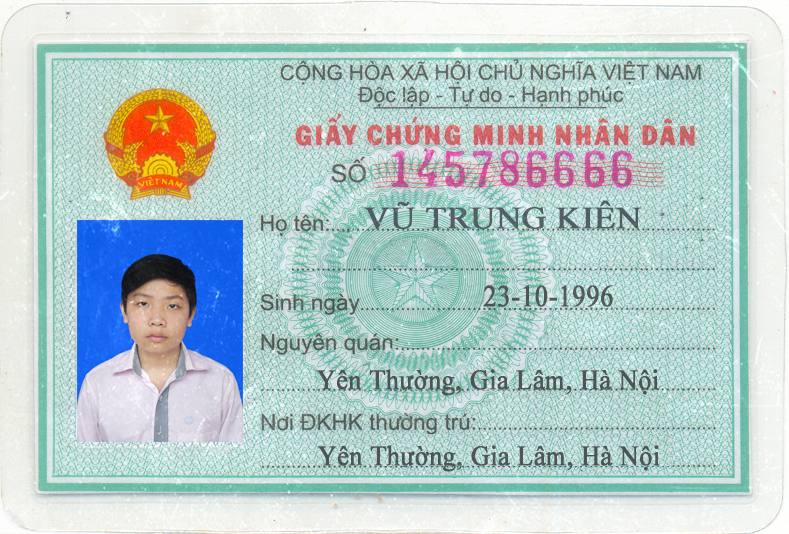 CỘNG HÒA XÃ HỘI CHỦ NGHĨA VIỆT NAM
Độc lập - Tự do - Hạnh phúc
GIẤY CHỨNG MINH NHÂN DÂN
SỐ 145786666
VIỆT NAM
Họ tên: VŨ TRUNG KIÊN
Sinh ngày 23-10-1996
Nguyên quán:
Yên Thường, Gia Lâm, Hà Nội
Nơi ĐKHK thường trú:
Yên Thường, Gia Lâm, Hà Nội